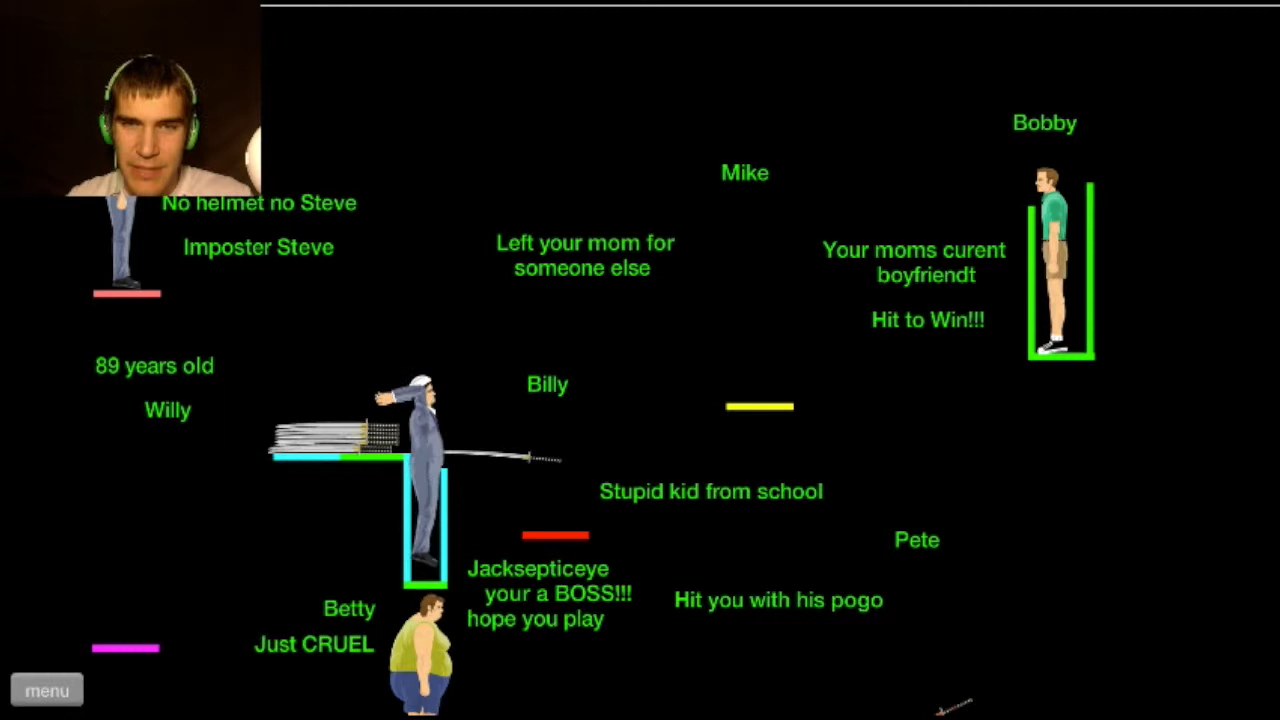 Bobby
Mike
No helmet no Steve
Imposter Steve
Left your mom for
someone else
Your moms curent
boyfriendt
Hit to Win!!!
89 years old
Willy
Billy
Stupid kid from school
Pete
Jacksepticeye
your a BOSS!!!
hope you play
Hit you with his pogo
Betty
Just CRUEL
menu